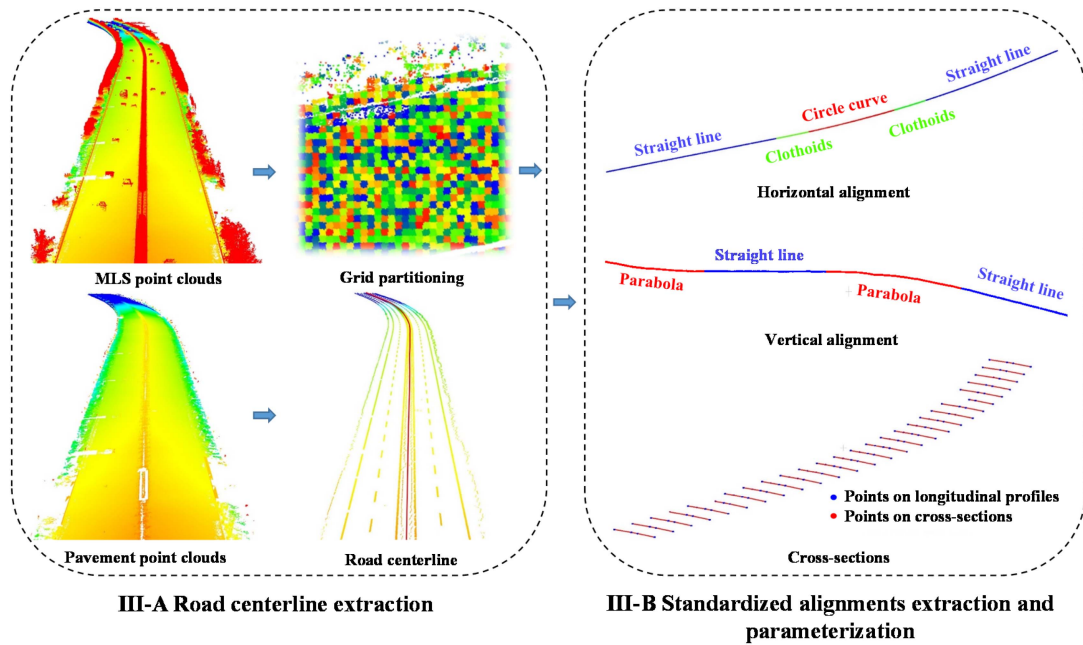 MLS point clouds
Grid partitioning
Pavement point clouds
Road centerline
III-A Road centerline extraction
Straight line
Clothoids
Circle curve
Clothoids
Straight line
Horizontal alignment
Parabola
Straight line
Parabola
Straight line
Vertical alignment
Points on longitudinal profiles
Points on cross-sections
Cross-sections
III-B Standardized alignments extraction and
parameterization